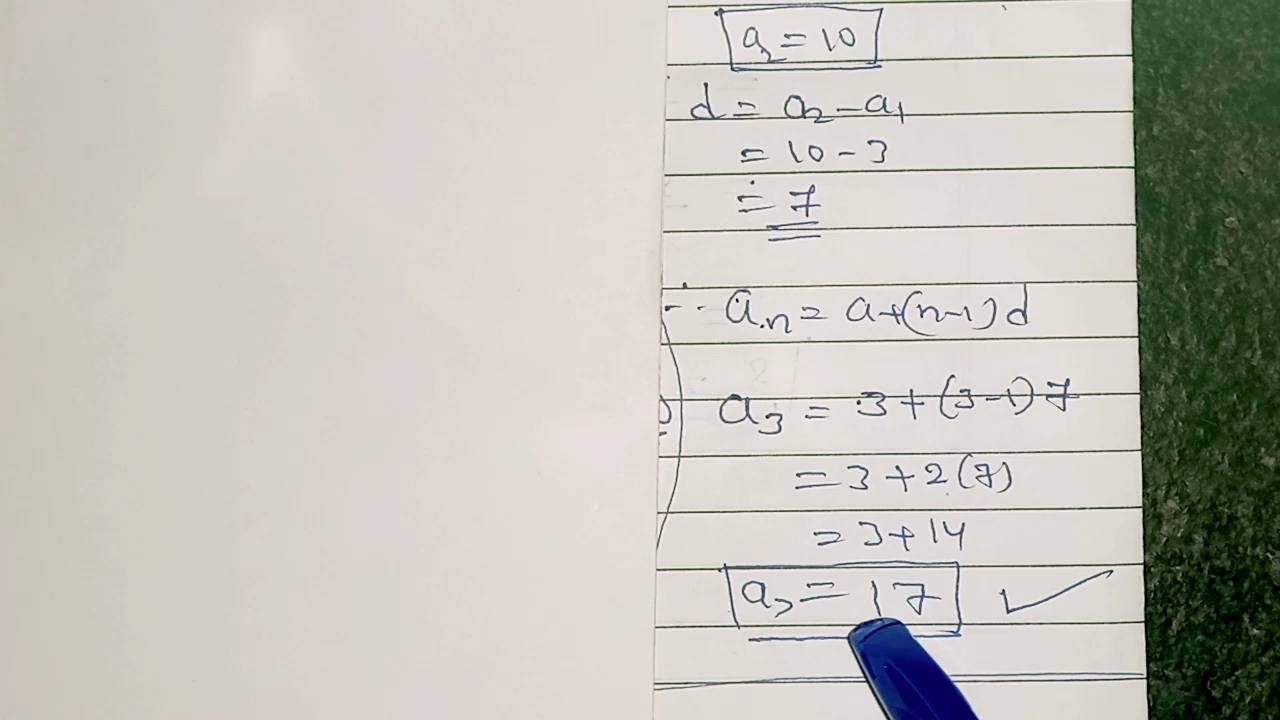 a₂ = 10
d = a₂ - a₁
= 10 - 3
= 7
∴ aₙ = a + (n-1) d
a₃ = 3 + (3-1) 7
= 3 + 2 (7)
= 3 + 14
a₃ = 17 ✓